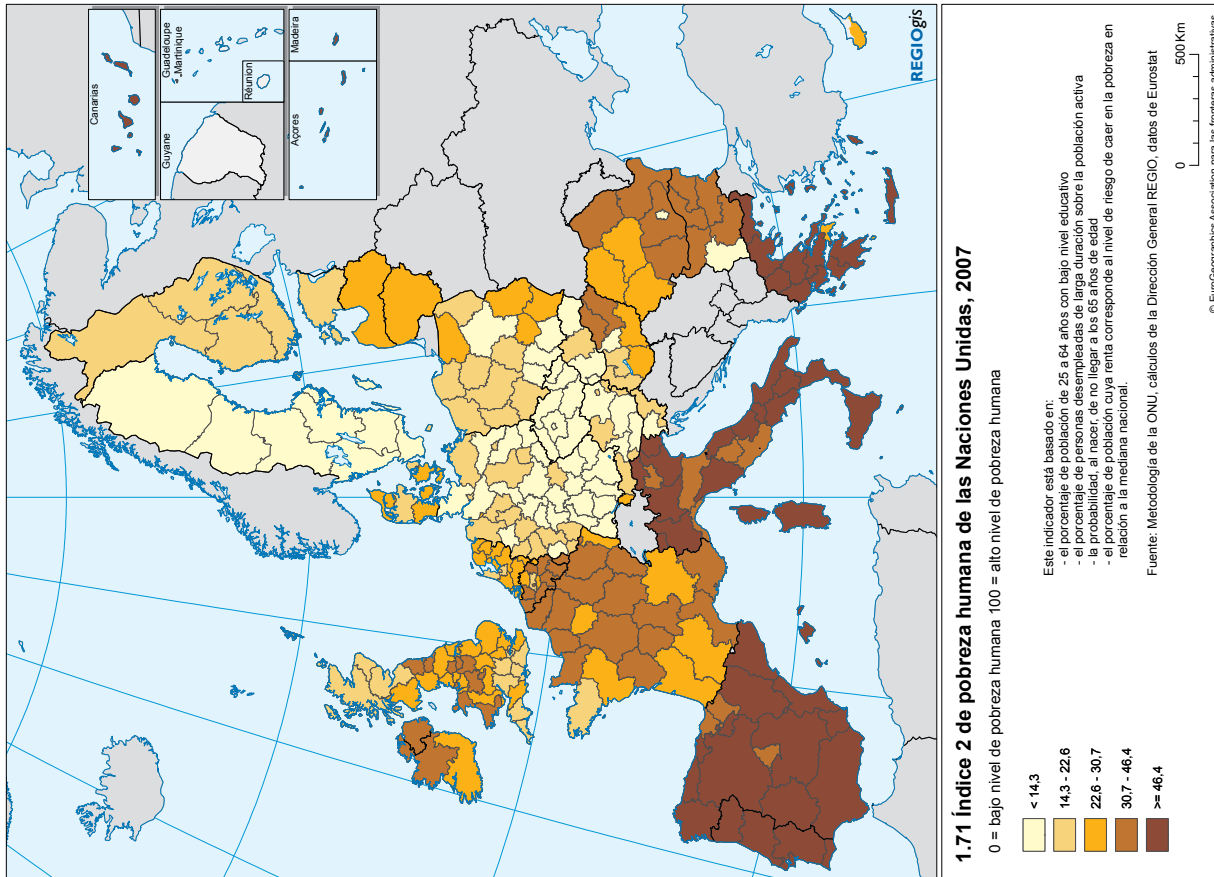 Canarias
Guyane
Guadeloupe
Martinique
Réunion
Açores
Madeira
REGIOgis
1.71 Índice 2 de pobreza humana de las Naciones Unidas, 2007
0 = bajo nivel de pobreza humana 100 = alto nivel de pobreza humana
< 14,3
14,3 - 22,6
22,6 - 30,7
30,7 - 46,4
>= 46,4
Este indicador está basado en:
- el porcentaje de población de 25 a 64 años con bajo nivel educativo
- el porcentaje de personas desempleadas de larga duración sobre la población activa
- la probabilidad, al nacer, de no llegar a los 65 años de edad
- el porcentaje de población cuya renta corresponde al nivel de riesgo de caer en la pobreza en
relación a la mediana nacional.
Fuente: Metodología de la ONU, cálculos de la Dirección General REGIO, datos de Eurostat
0 500 Km
© EuroGeographics Association para las fronteras administrativas